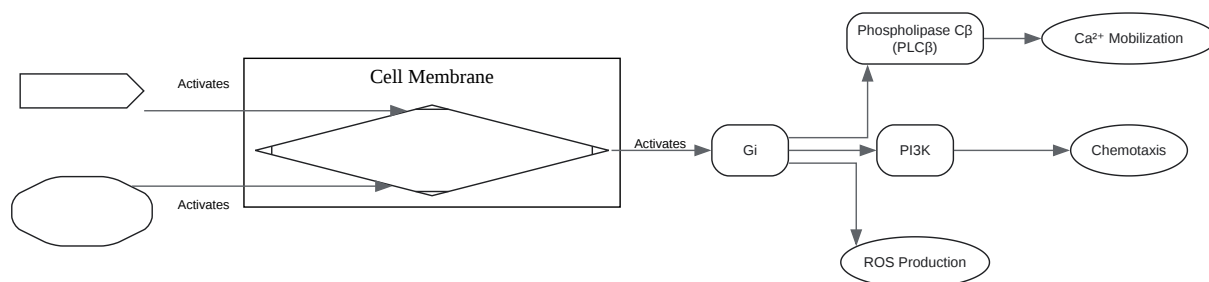 Activates
Activates
Cell Membrane
Activates
Gi
Phospholipase Cβ
(PLCβ)
Ca²⁺ Mobilization
PI3K
Chemotaxis
ROS Production